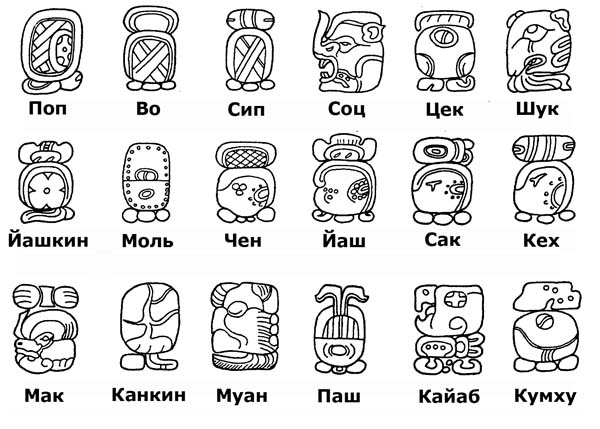 Поп Во Сип Соц Цек Шук
Йашкин Моль Чен Йаш Сак Кех
Мак Канкин Муан Паш Кайаб Кумху